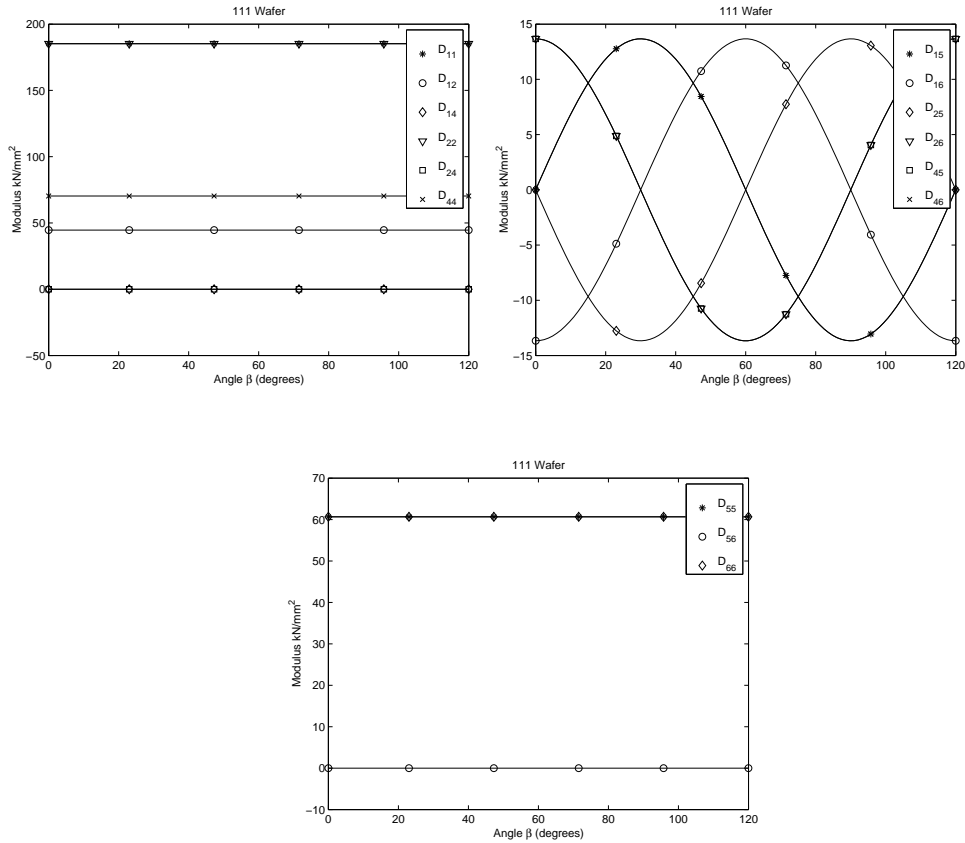 111 Wafer
200
150
100
50
0
−50
Modulus kN/mm²
D₁₁
D₁₂
D₁₄
D₂₂
D₂₄
D₄₄
0 20 40 60 80 100 120
Angle β (degrees)
111 Wafer
15
10
5
0
−5
−10
−15
Modulus kN/mm²
D₁₅
D₁₆
D₂₅
D₂₆
D₄₅
D₄₆
0 20 40 60 80 100 120
Angle β (degrees)
111 Wafer
70
60
50
40
30
20
10
0
−10
Modulus kN/mm²
D₅₅
D₅₆
D₆₆
0 20 40 60 80 100 120
Angle β (degrees)